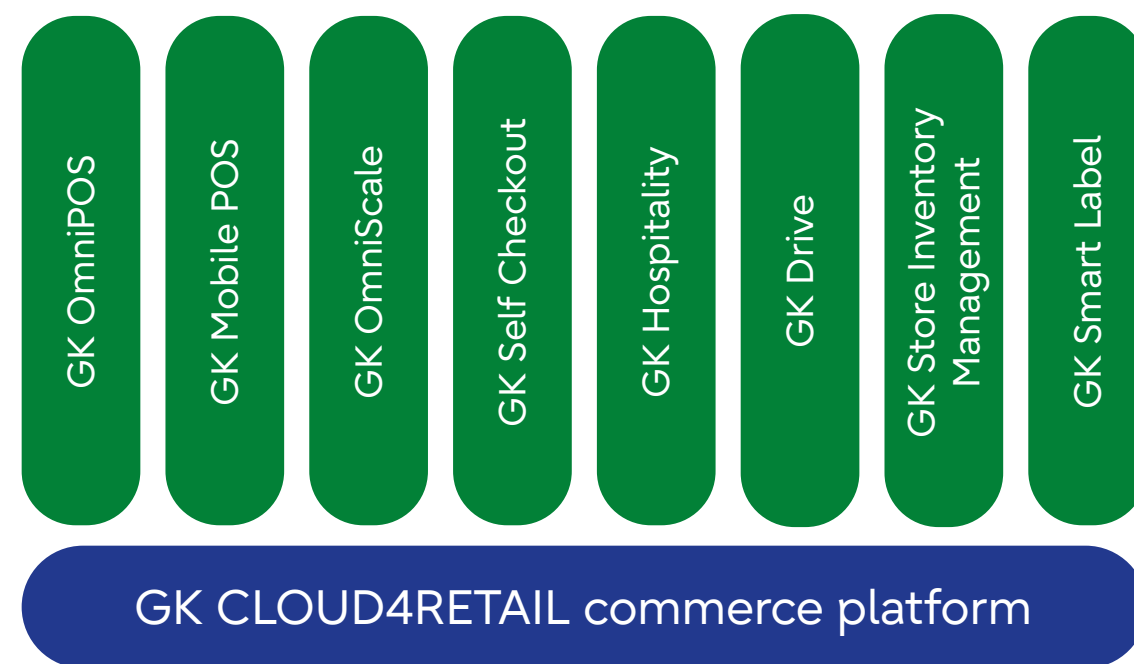 GK OmniPOS
GK Mobile POS
GK OmniScale
GK Self Checkout
GK Hospitality
GK Drive
GK Store Inventory
Management
GK Smart Label
GK CLOUD4RETAIL commerce platform